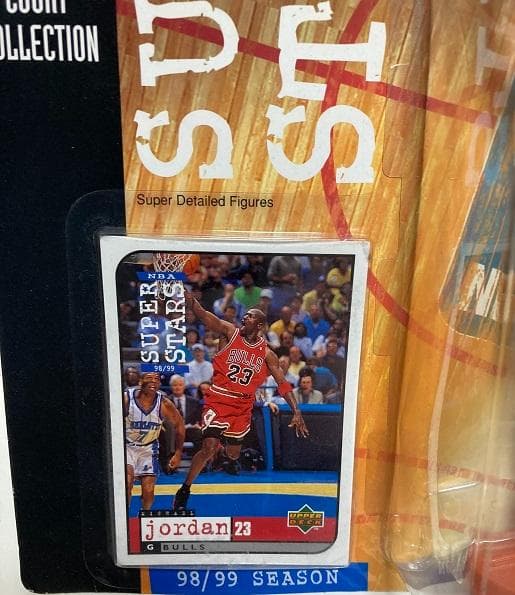 COURT
COLLECTION
SU
ST
Super Detailed Figures
NBA
SUPER
STARS
98/99
BULLS
23
7
MICHAEL
jordan 23
G BULLS
UPPER
DECK
98/99 SEASON